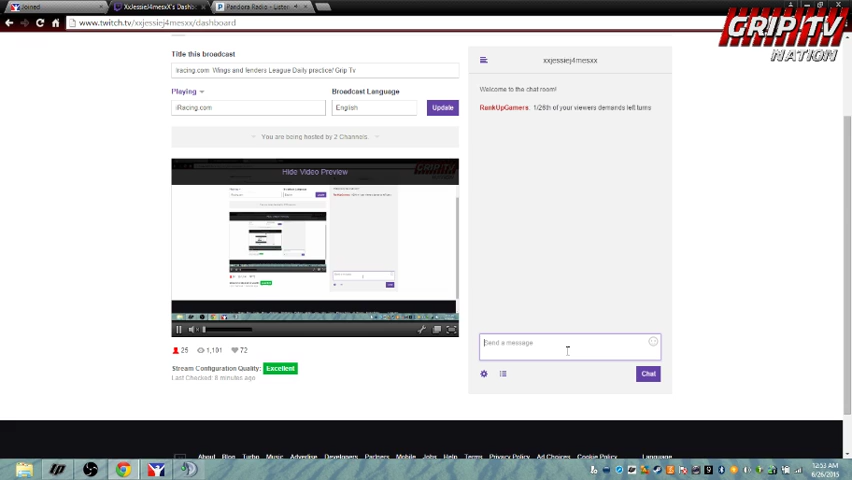 Joined
XxJessiej4mesxX's Dashb
Pandora Radio - Listen
www.twitch.tv/xxjessiej4mesxx/dashboard
GRIP TV
NATION
Title this broadcast
Iracing.com Wings and fenders League Daily practice! Grip Tv
Playing
Broadcast Language
iRacing.com
English
Update
You are being hosted by 2 Channels.
Hide Video Preview
25
1,191
72
Stream Configuration Quality:
Excellent
Last Checked: 8 minutes ago
xxjessiej4mesxx
Welcome to the chat room!
RankUpGamers: 1/26th of your viewers demands left turns
Send a message
Chat
About Blog Turbo Music Advertise Developers Partners Mobile Jobs Help Terms Privacy Policy Ad Choices Cookie Policy
Language
12:53 AM
6/26/2015